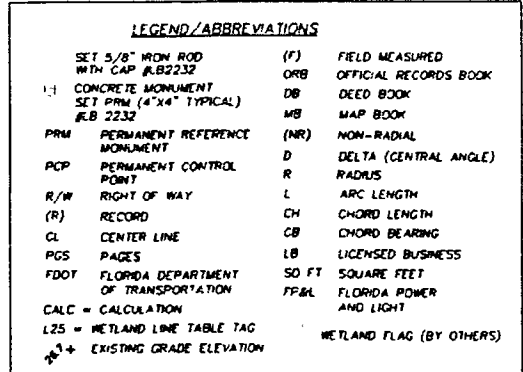 LEGEND/ABBREVIATIONS
SET 5/8" IRON ROD
WITH CAP #LB2232
CONCRETE MONUMENT
SET PRM (4"X4" TYPICAL)
#LB 2232
PRM PERMANENT REFERENCE
MONUMENT
PCP PERMANENT CONTROL
POINT
R/W RIGHT OF WAY
(R) RECORD
CL CENTER LINE
PGS PAGES
FDOT FLORIDA DEPARTMENT
OF TRANSPORTATION
CALC = CALCULATION
L25 = WETLAND LINE TABLE TAG
+ EXISTING GRADE ELEVATION
(F) FIELD MEASURED
ORB OFFICIAL RECORDS BOOK
DB DEED BOOK
MB MAP BOOK
(NR) NON-RADIAL
D DELTA (CENTRAL ANGLE)
R RADIUS
L ARC LENGTH
CH CHORD LENGTH
CB CHORD BEARING
LB LICENSED BUSINESS
SQ FT SQUARE FEET
FP&L FLORIDA POWER
AND LIGHT
WETLAND FLAG (BY OTHERS)